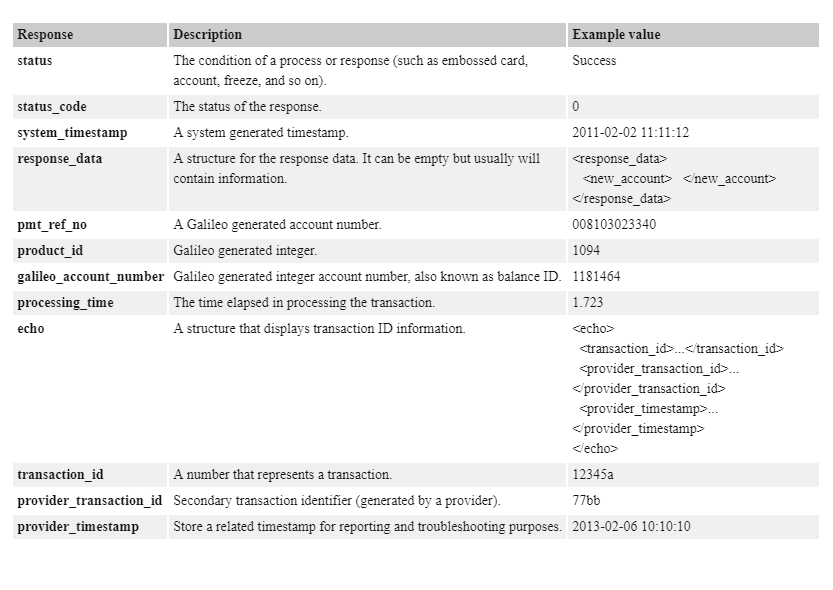 Response Description Example value
status The condition of a process or response (such as embossed card, Success
account, freeze, and so on).
status_code The status of the response. 0
system_timestamp A system generated timestamp. 2011-02-02 11:11:12
response_data A structure for the response data. It can be empty but usually will <response_data>
contain information. <new_account> </new_account>
</response_data>
pmt_ref_no A Galileo generated account number. 008103023340
product_id Galileo generated integer. 1094
galileo_account_number Galileo generated integer account number, also known as balance ID. 1181464
processing_time The time elapsed in processing the transaction. 1.723
echo A structure that displays transaction ID information. <echo>
<transaction_id>...</transaction_id>
<provider_transaction_id>...
</provider_transaction_id>
<provider_timestamp>...
</provider_timestamp>
</echo>
transaction_id A number that represents a transaction. 12345a
provider_transaction_id Secondary transaction identifier (generated by a provider). 77bb
provider_timestamp Store a related timestamp for reporting and troubleshooting purposes. 2013-02-06 10:10:10